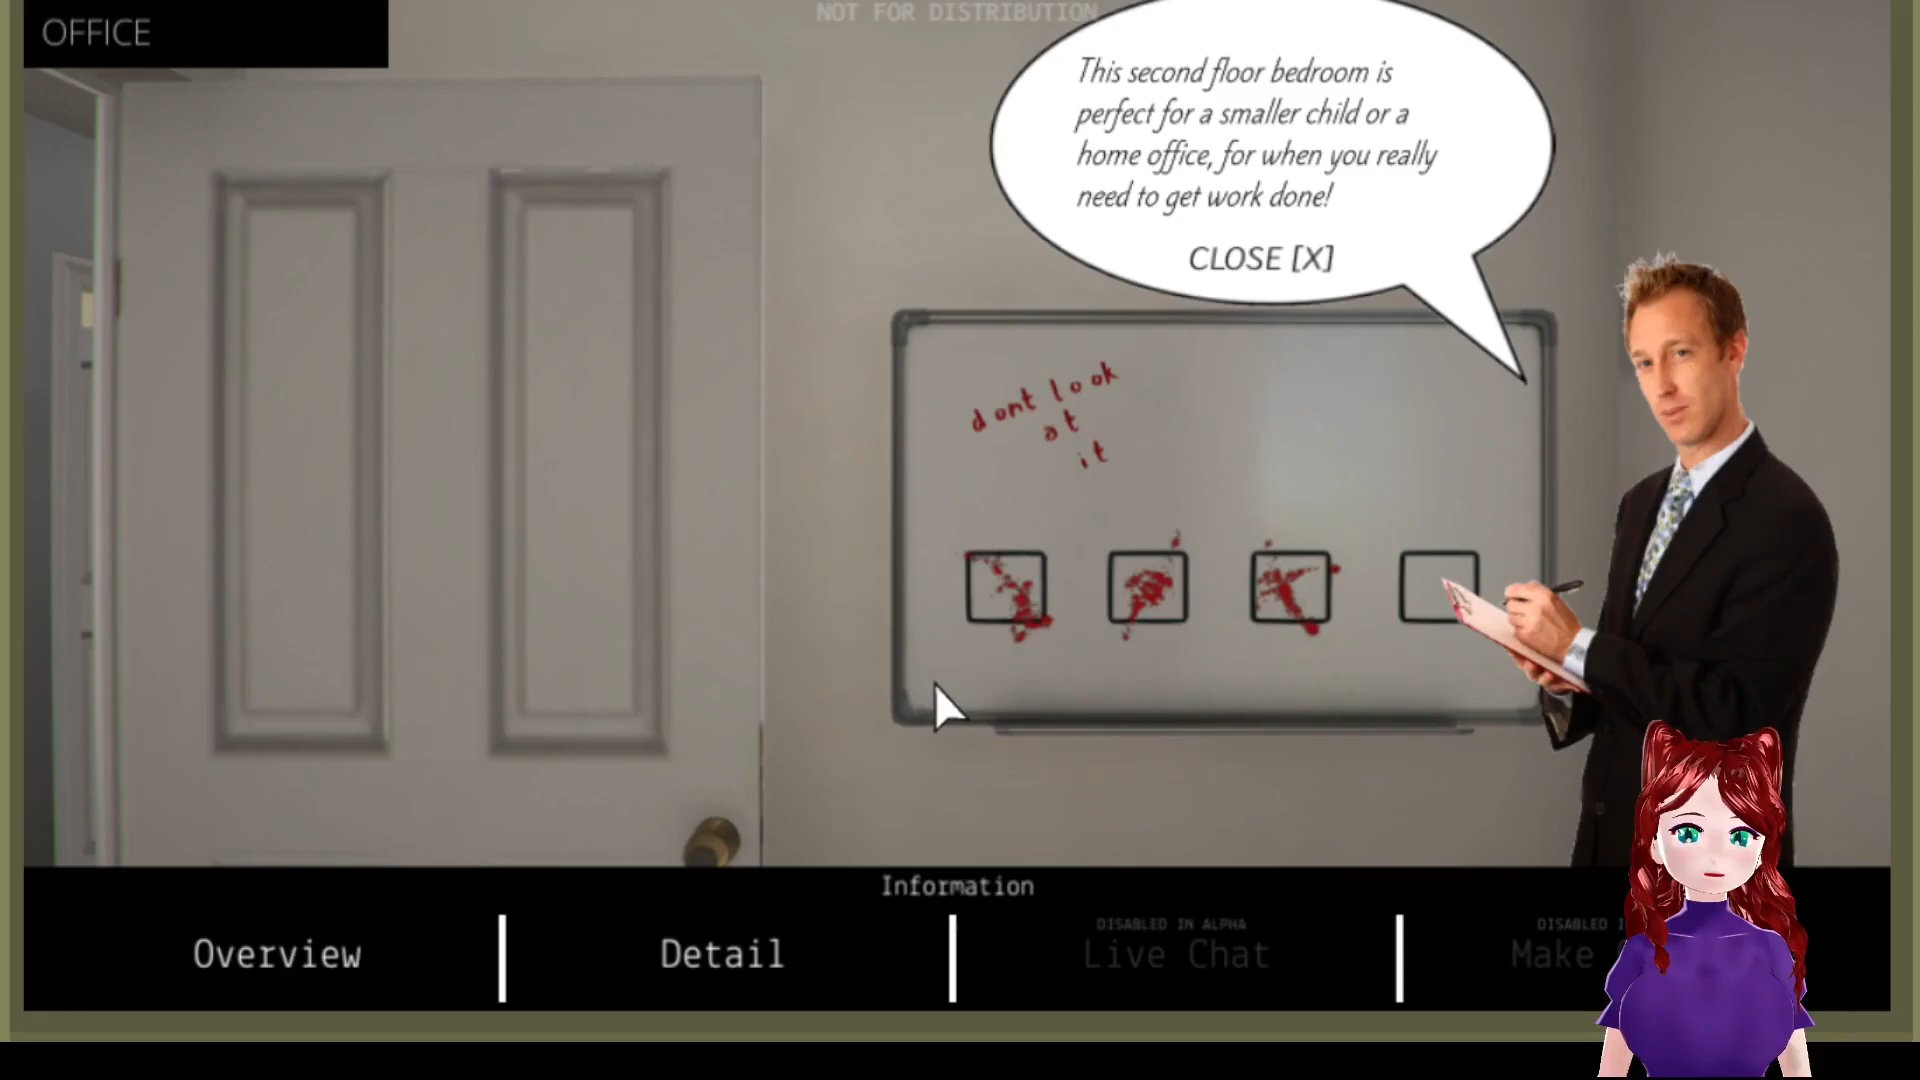 OFFICE
NOT FOR DISTRIBUTION
This second floor bedroom is
perfect for a smaller child or a
home office, for when you really
need to get work done!
CLOSE [X]
dont look
at
it
Information
Overview
Detail
DISABLED IN ALPHA
Live Chat
DISABLED I
Make